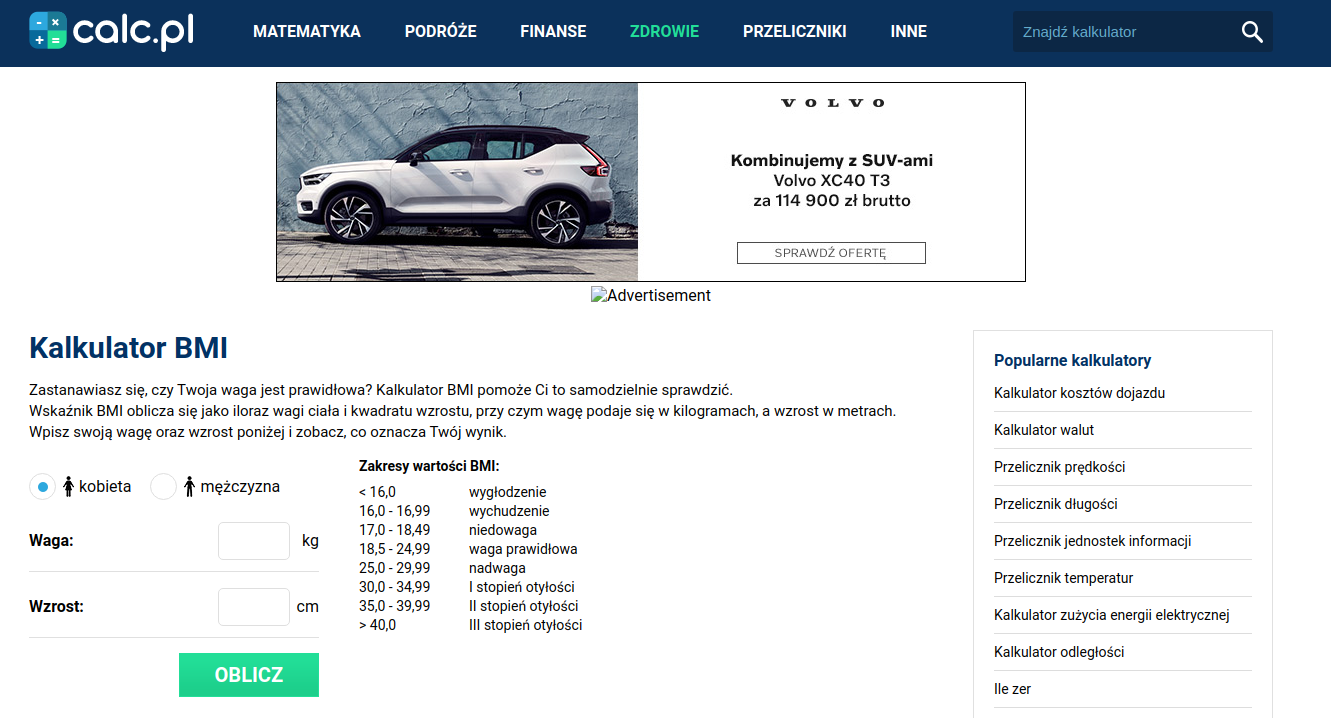 calc.pl
MATEMATYKA PODRÓŻE FINANSE ZDROWIE PRZELICZNIKI INNE
Znajdź kalkulator
VOLVO
Kombinujemy z SUV-ami
Volvo XC40 T3
za 114 900 zł brutto
SPRAWDŹ OFERTĘ
Advertisement
Kalkulator BMI
Zastanawiasz się, czy Twoja waga jest prawidłowa? Kalkulator BMI pomoże Ci to samodzielnie sprawdzić.
Wskaźnik BMI oblicza się jako iloraz wagi ciała i kwadratu wzrostu, przy czym wagę podaje się w kilogramach, a wzrost w metrach.
Wpisz swoją wagę oraz wzrost poniżej i zobacz, co oznacza Twój wynik.
kobieta mężczyzna
Waga: kg
Wzrost: cm
OBLICZ
Zakresy wartości BMI:
< 16,0 wygłodzenie
16,0 - 16,99 wychudzenie
17,0 - 18,49 niedowaga
18,5 - 24,99 waga prawidłowa
25,0 - 29,99 nadwaga
30,0 - 34,99 I stopień otyłości
35,0 - 39,99 II stopień otyłości
> 40,0 III stopień otyłości
Popularne kalkulatory
Kalkulator kosztów dojazdu
Kalkulator walut
Przelicznik prędkości
Przelicznik długości
Przelicznik jednostek informacji
Przelicznik temperatur
Kalkulator zużycia energii elektrycznej
Kalkulator odległości
Ile zer